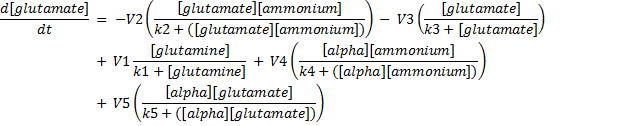 d[glutamate]/dt = −V2([glutamate][ammonium]/k2 + ([glutamate][ammonium])) − V3([glutamate]/k3 + [glutamate])
+ V1 [glutamine]/k1 + [glutamine] + V4([alpha][ammonium]/k4 + ([alpha][ammonium]))
+ V5([alpha][glutamate]/k5 + ([alpha][glutamate]))